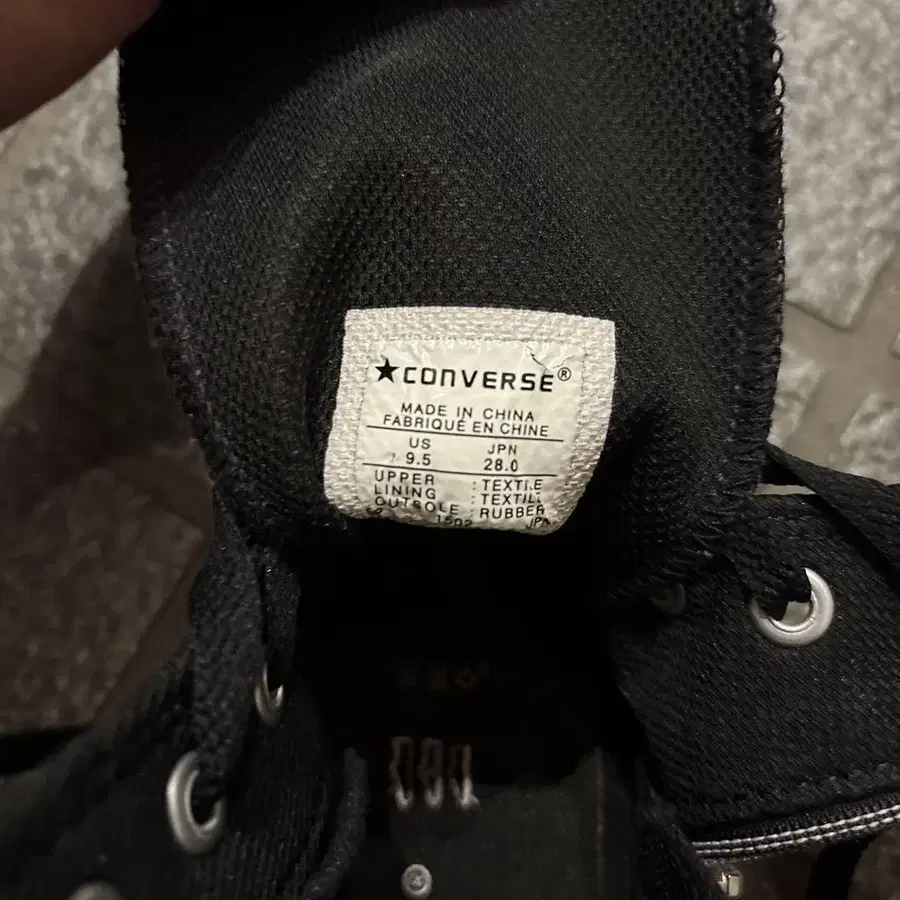 ★CONVERSE®
MADE IN CHINA
FABRIQUÉ EN CHINE
US JPN
9.5 28.0
UPPER : TEXTILE
LINING : TEXTILE
OUTSOLE : RUBBER
1502 JPN